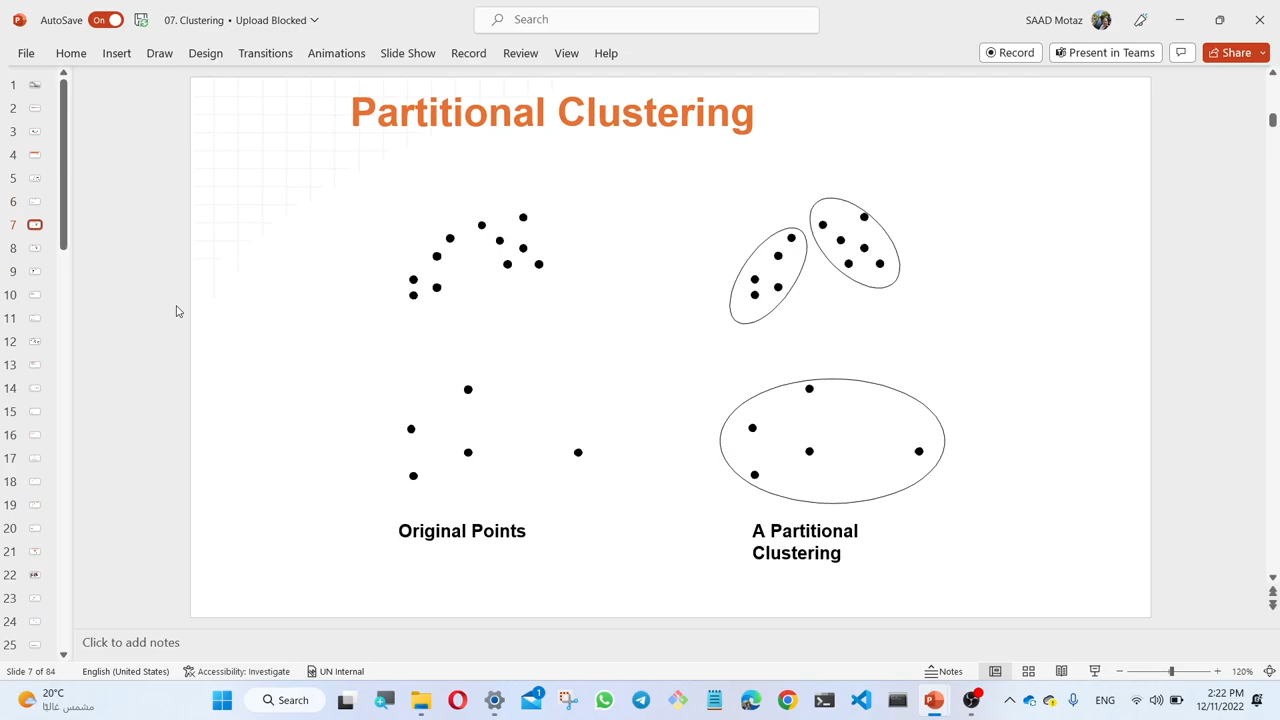 AutoSave On 07. Clustering • Upload Blocked Search SAAD Motaz
File Home Insert Draw Design Transitions Animations Slide Show Record Review View Help Record Present in Teams Share
1
2
3
4
5
6
7
8
9
10
11
12
13
14
15
16
17
18
19
20
21
22
23
24
25
Partitional Clustering
Original Points
A Partitional
Clustering
Click to add notes
Slide 7 of 84 English (United States) Accessibility: Investigate UN Internal Notes 120%
20°C
مشمس غالبًا
Search
1
ENG
2:22 PM
12/11/2022